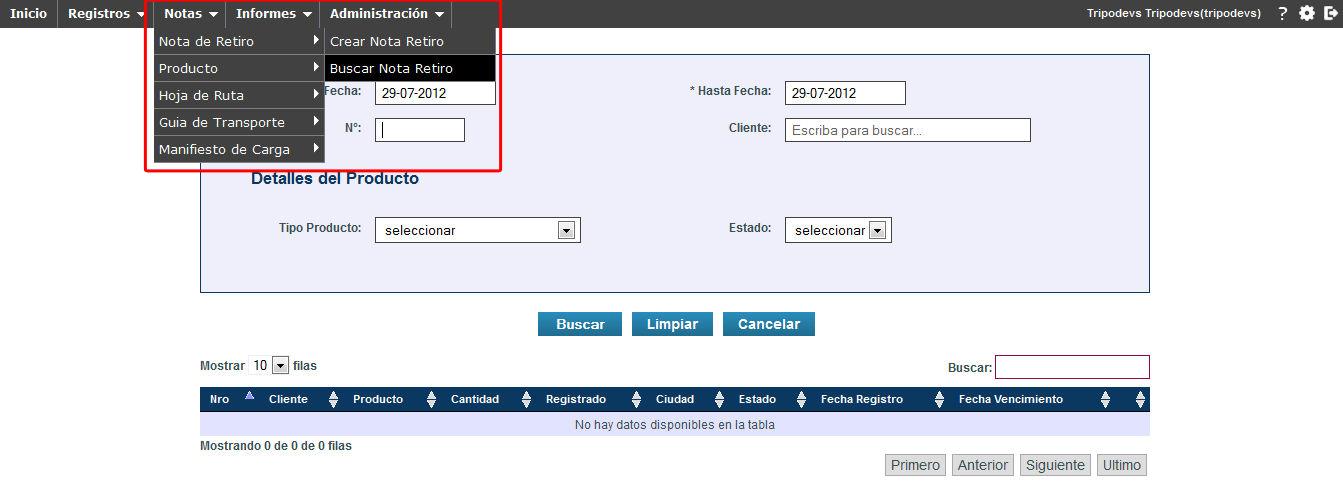 Inicio Registros Notas Informes Administración Tripodevs Tripodevs(tripodevs) ?
Nota de Retiro Crear Nota Retiro
Producto Buscar Nota Retiro
Hoja de Ruta Fecha: 29-07-2012 * Hasta Fecha: 29-07-2012
Guia de Transporte Nº: Cliente: Escriba para buscar...
Manifiesto de Carga
Detalles del Producto
Tipo Producto: seleccionar Estado: seleccionar
Buscar Limpiar Cancelar
Mostrar 10 filas Buscar:
Nro Cliente Producto Cantidad Registrado Ciudad Estado Fecha Registro Fecha Vencimiento
No hay datos disponibles en la tabla
Mostrando 0 de 0 de 0 filas
Primero Anterior Siguiente Ultimo